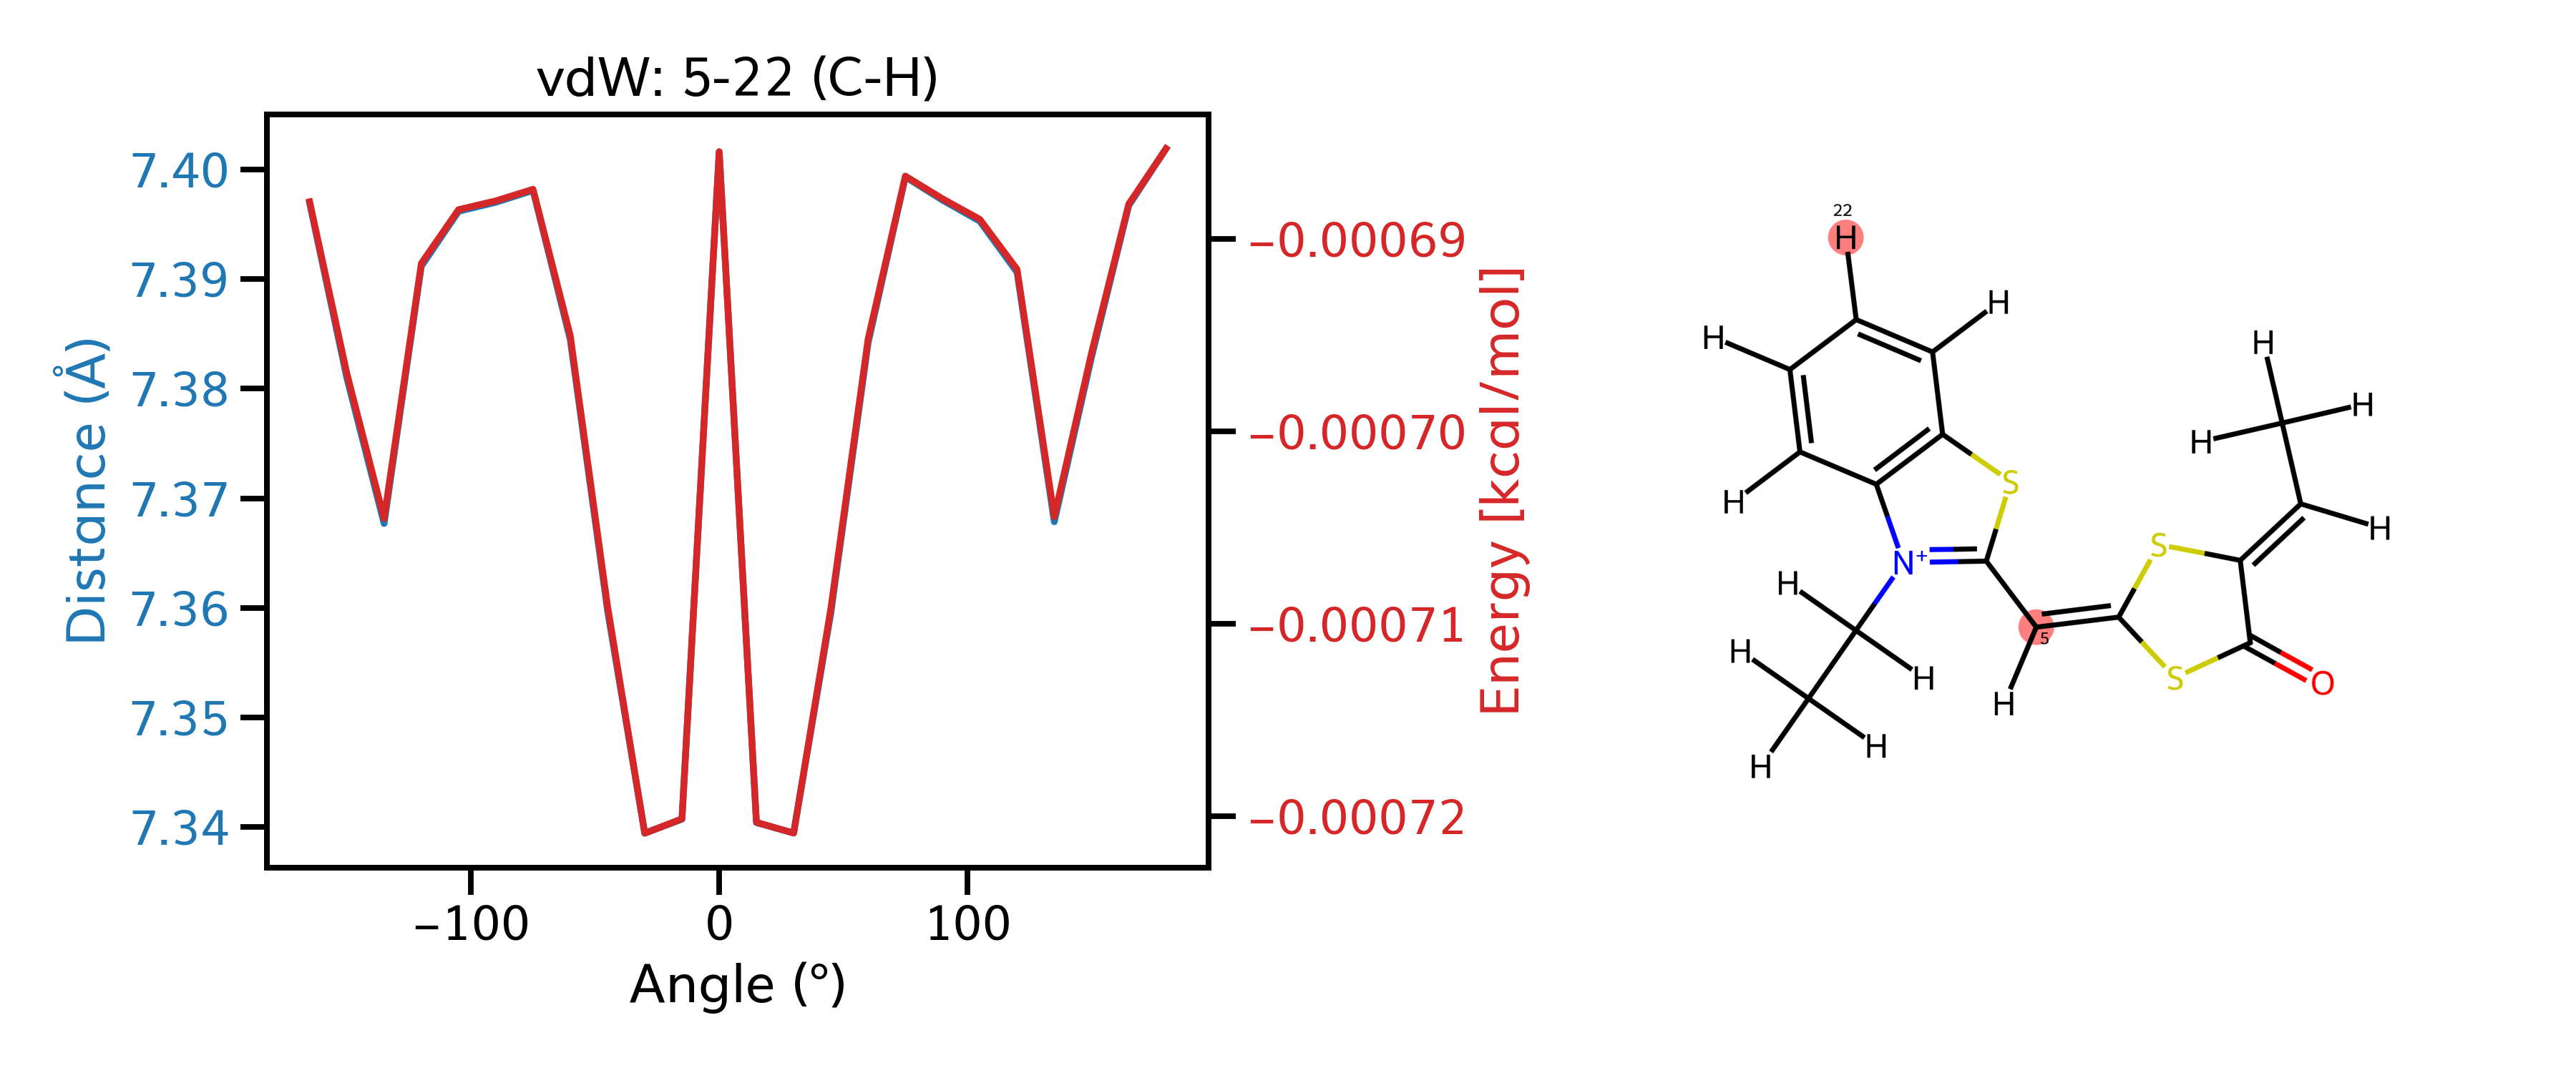 vdW: 5-22 (C-H)
Distance (Å)
7.40
7.39
7.38
7.37
7.36
7.35
7.34
−100
0
100
Angle (°)
−0.00069
−0.00070
−0.00071
−0.00072
Energy [kcal/mol]
22
H
H
H
H
H
H
H
S
H
S
N+
H
5
H
H
S
O
H
H
H
H